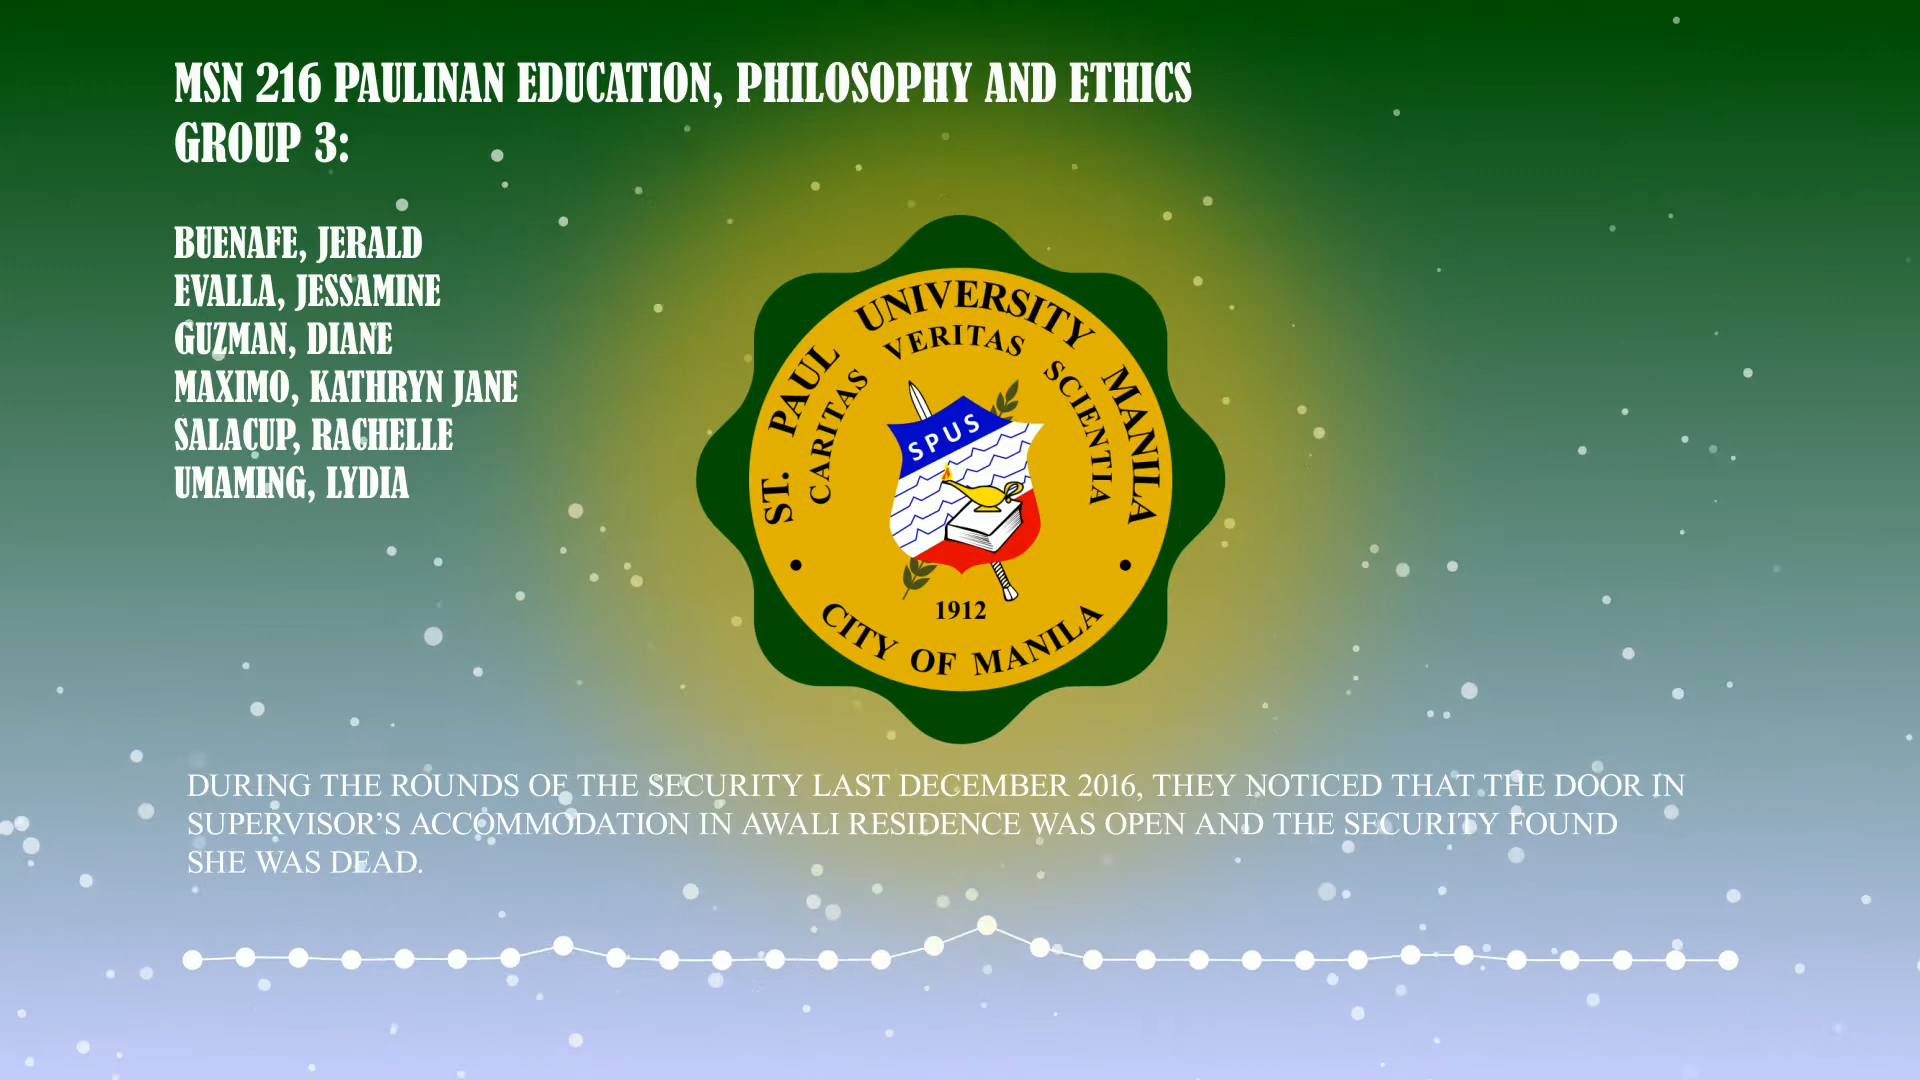 MSN 216 PAULINAN EDUCATION, PHILOSOPHY AND ETHICS
GROUP 3:
BUENAFE, JERALD
EVALLA, JESSAMINE
GUZMAN, DIANE
MAXIMO, KATHRYN JANE
SALACUP, RACHELLE
UMAMING, LYDIA
ST. PAUL UNIVERSITY MANILA
CARITAS VERITAS SCIENTIA
SPUS
1912
CITY OF MANILA
DURING THE ROUNDS OF THE SECURITY LAST DECEMBER 2016, THEY NOTICED THAT THE DOOR IN
SUPERVISOR’S ACCOMMODATION IN AWALI RESIDENCE WAS OPEN AND THE SECURITY FOUND
SHE WAS DEAD.